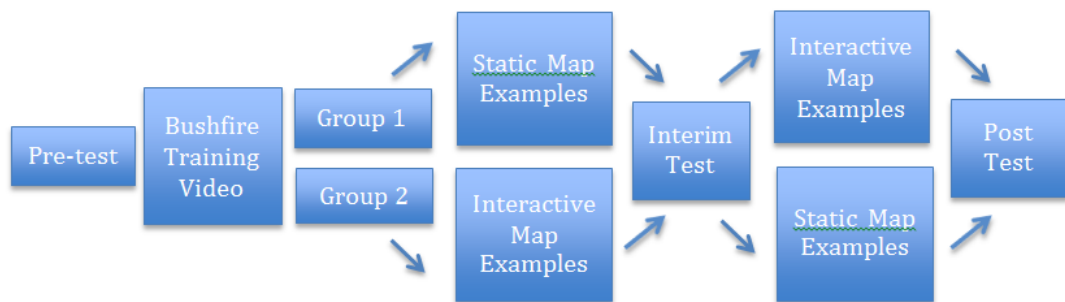 Pre-test
Bushfire
Training
Video
Group 1
Group 2
Static Map
Examples
Interactive
Map
Examples
Interim
Test
Interactive
Map
Examples
Static Map
Examples
Post
Test